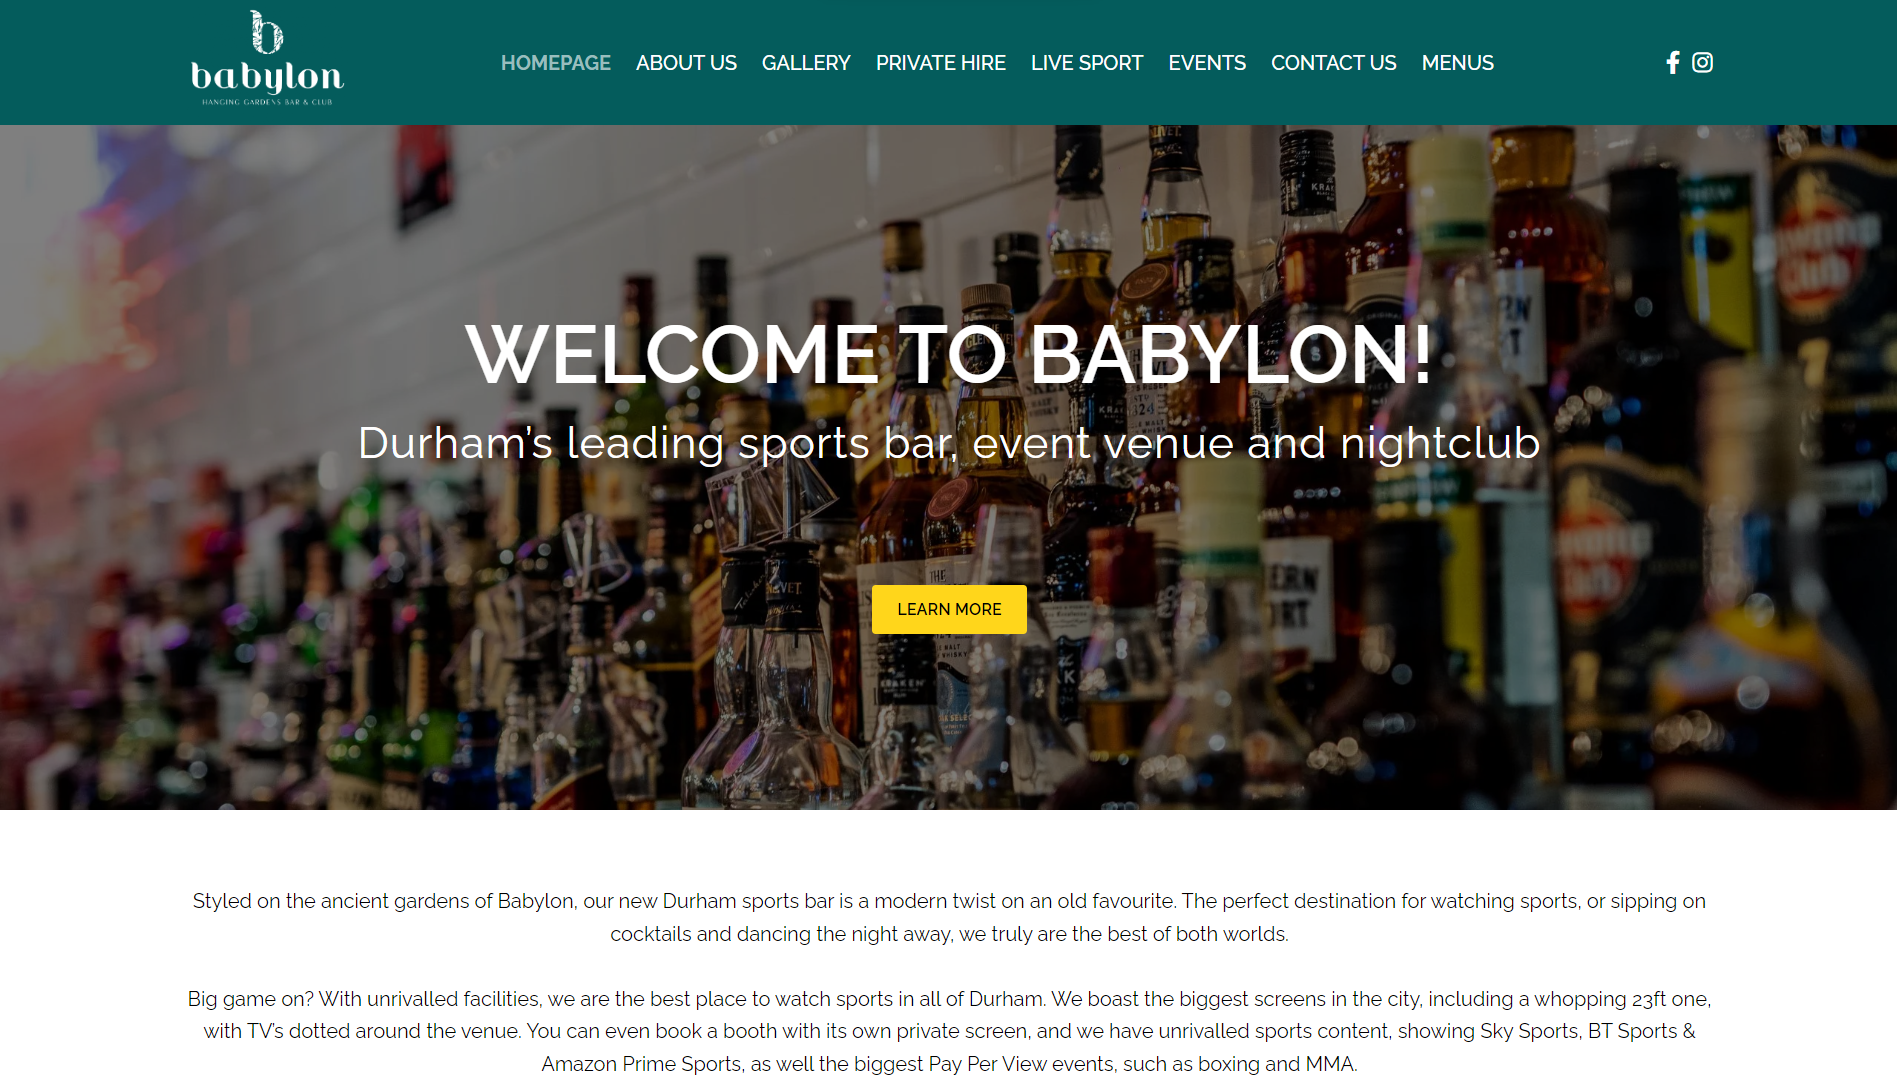 b
babylon
HANGING GARDENS BAR & CLUB
HOMEPAGE ABOUT US GALLERY PRIVATE HIRE LIVE SPORT EVENTS CONTACT US MENUS
WELCOME TO BABYLON!
Durham’s leading sports bar, event venue and nightclub
LEARN MORE
THE
KRAKEN
Styled on the ancient gardens of Babylon, our new Durham sports bar is a modern twist on an old favourite. The perfect destination for watching sports, or sipping on
cocktails and dancing the night away, we truly are the best of both worlds.
Big game on? With unrivalled facilities, we are the best place to watch sports in all of Durham. We boast the biggest screens in the city, including a whopping 23ft one,
with TV’s dotted around the venue. You can even book a booth with its own private screen, and we have unrivalled sports content, showing Sky Sports, BT Sports &
Amazon Prime Sports, as well the biggest Pay Per View events, such as boxing and MMA.